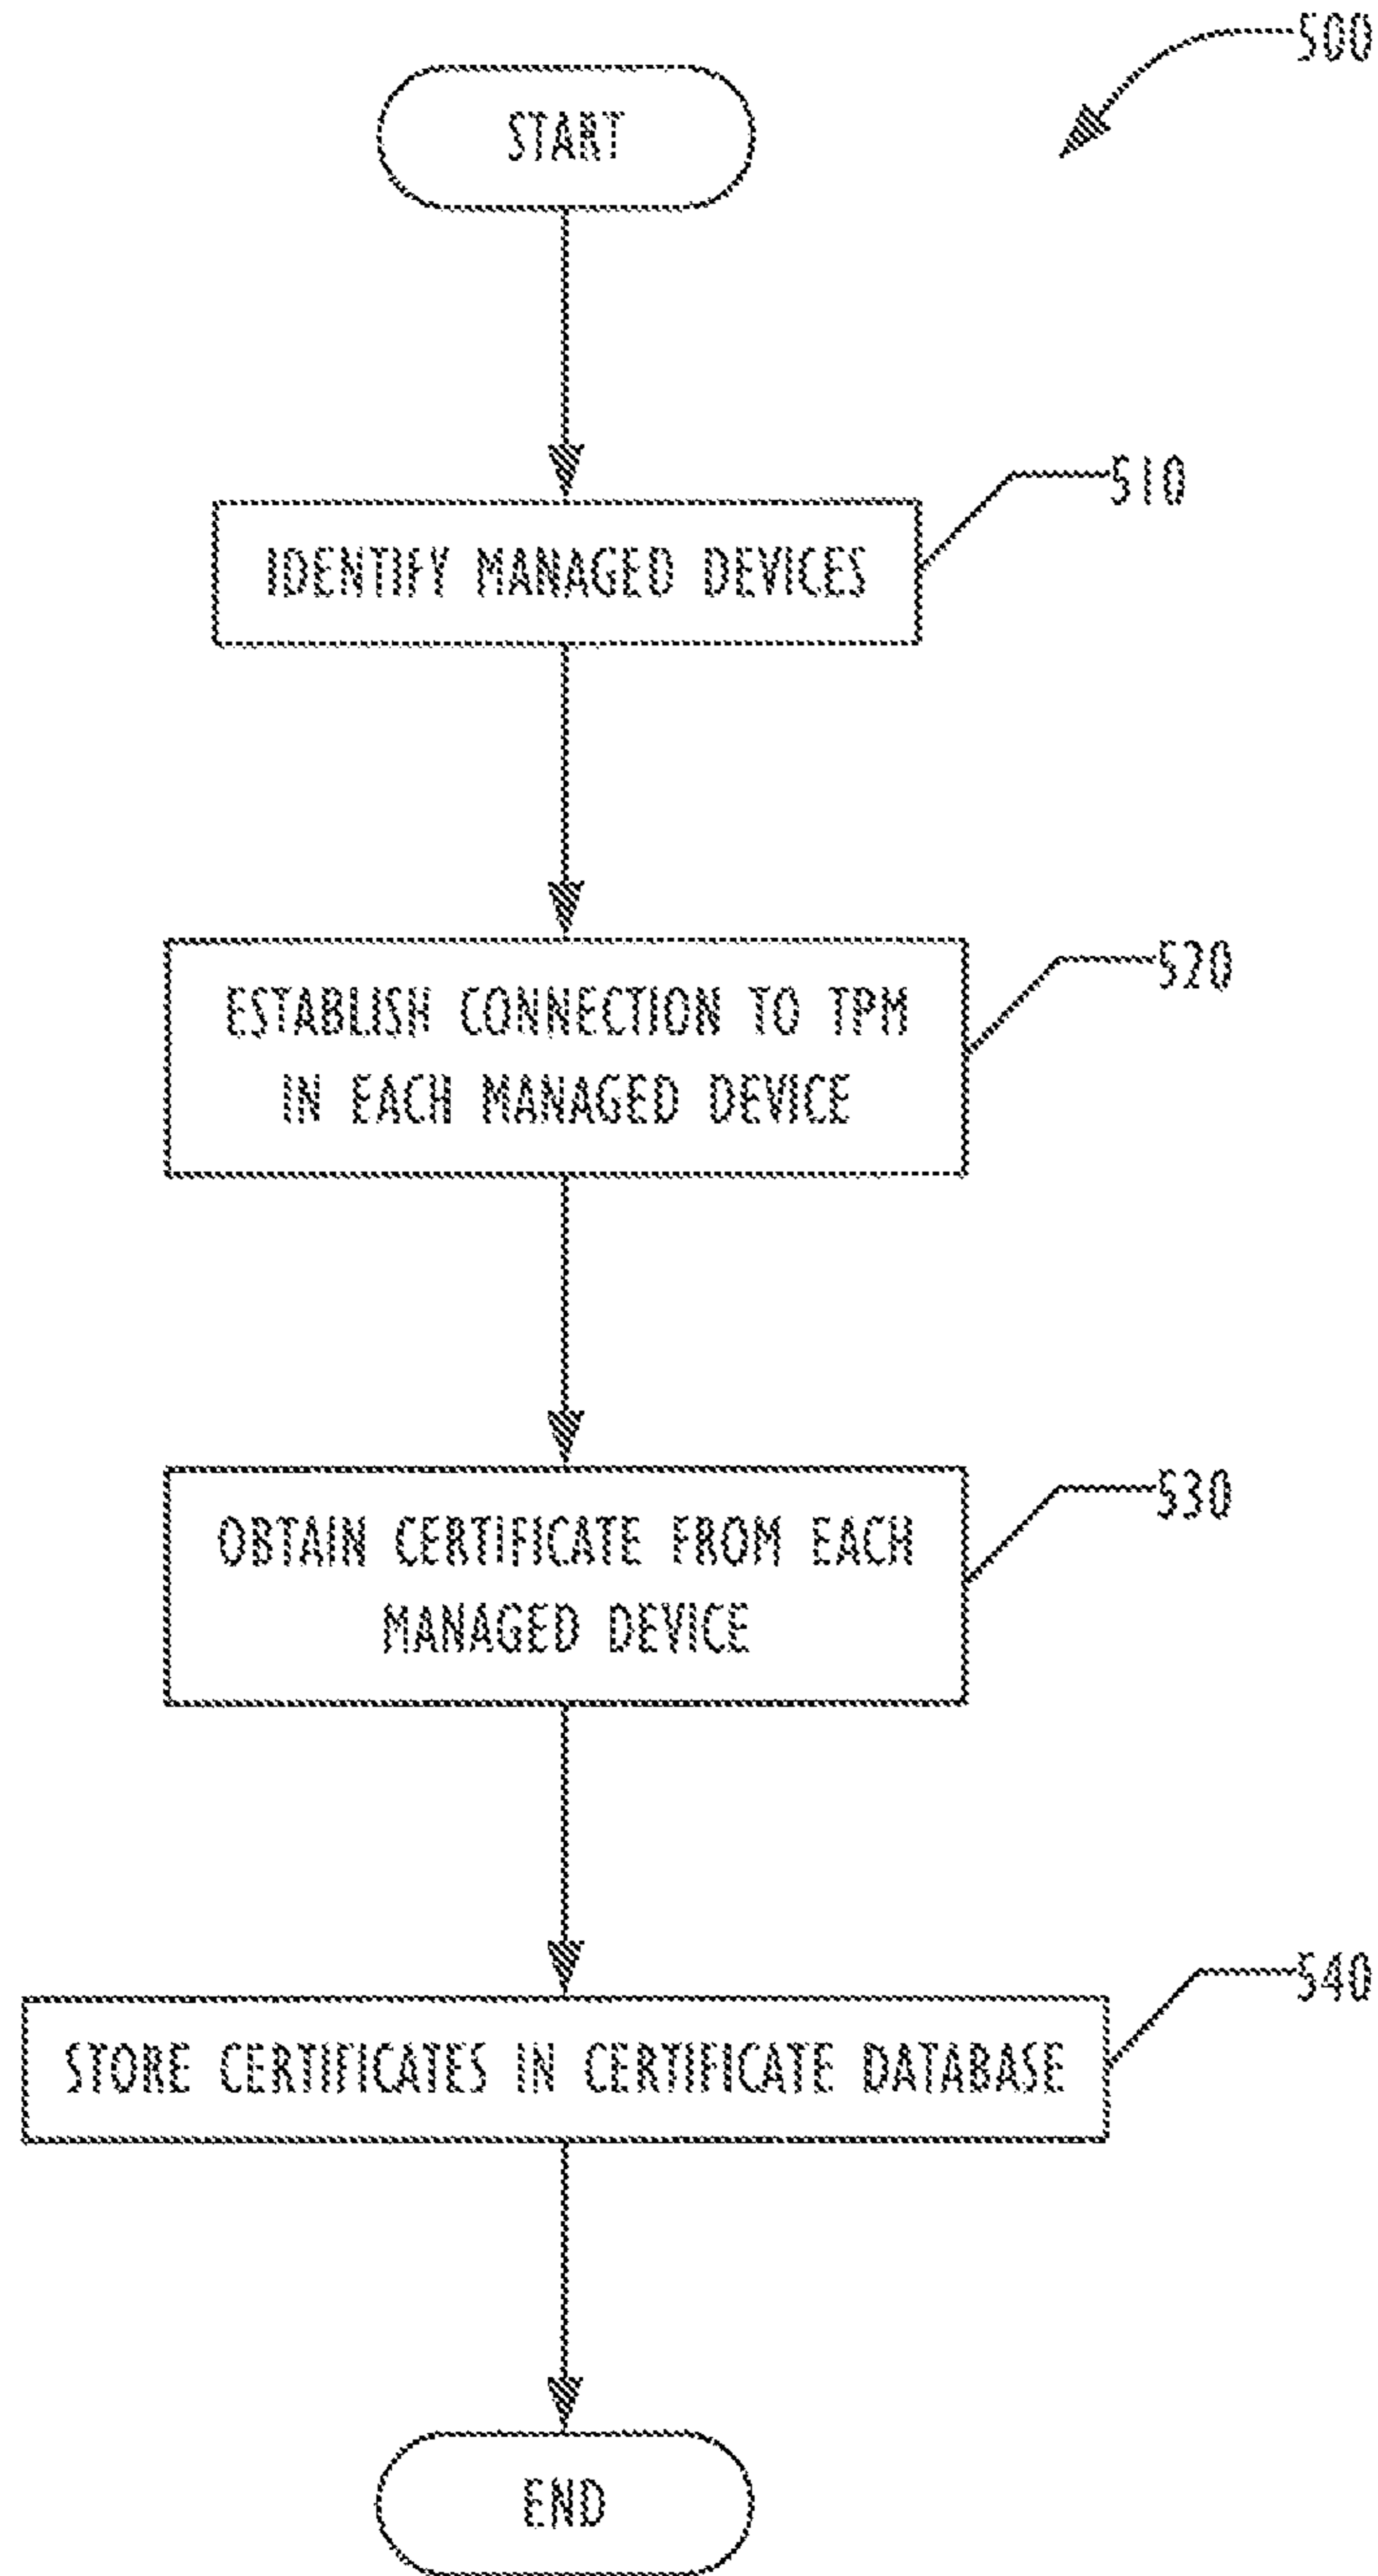 500
START
510
IDENTIFY MANAGED DEVICES
520
ESTABLISH CONNECTION TO TPM
IN EACH MANAGED DEVICE
530
OBTAIN CERTIFICATE FROM EACH
MANAGED DEVICE
540
STORE CERTIFICATES IN CERTIFICATE DATABASE
END